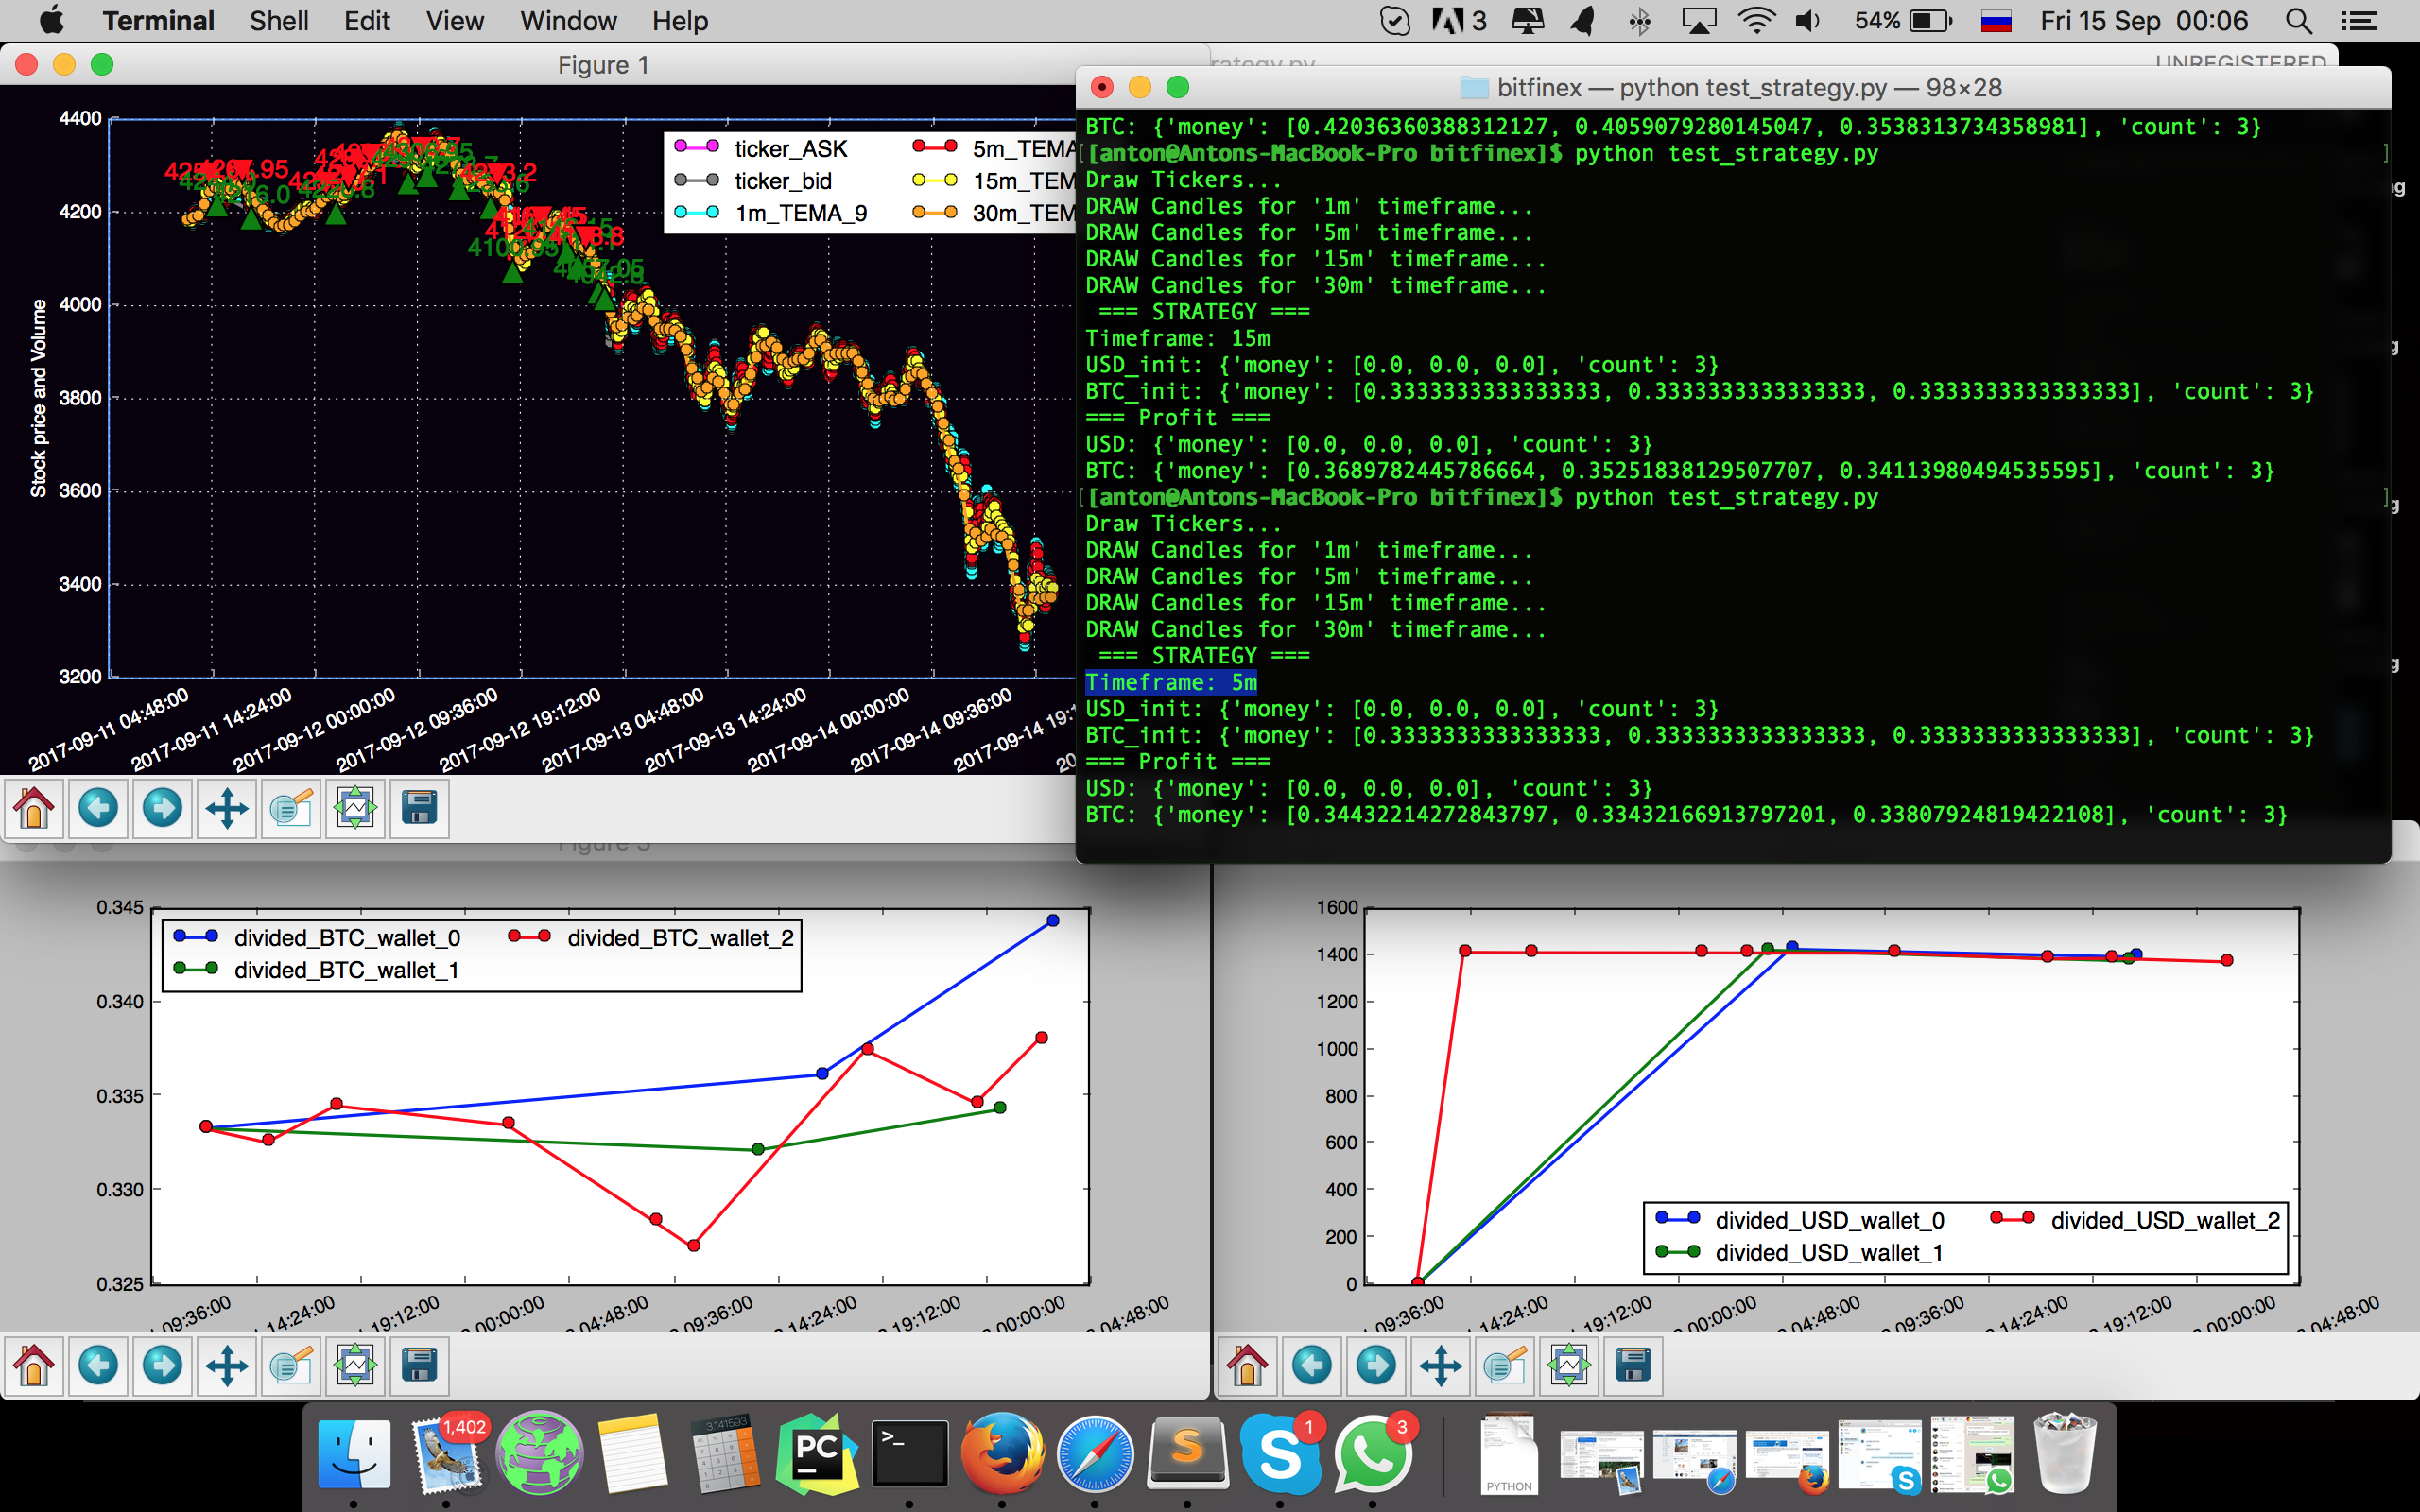 Terminal Shell Edit View Window Help 3 54% Fri 15 Sep 00:06
Figure 1
UNREGISTERED
bitfinex — python test_strategy.py — 98×28
4400
4200
4000
3800
3600
3400
3200
Stock price and Volume
ticker_ASK 5m_TEMA
ticker_bid 15m_TEM
1m_TEMA_9 30m_TEM
2017-09-11 04:48:00
2017-09-11 14:24:00
2017-09-12 00:00:00
2017-09-12 09:36:00
2017-09-12 19:12:00
2017-09-13 04:48:00
2017-09-13 14:24:00
2017-09-14 00:00:00
2017-09-14 09:36:00
2017-09-14 19:1
20
BTC: {'money': [0.42036360388312127, 0.4059079280145047, 0.3538313734358981], 'count': 3}
[[anton@Antons-MacBook-Pro bitfinex]$ python test_strategy.py ]
Draw Tickers...
DRAW Candles for '1m' timeframe...
DRAW Candles for '5m' timeframe...
DRAW Candles for '15m' timeframe...
DRAW Candles for '30m' timeframe...
=== STRATEGY ===
Timeframe: 15m
USD_init: {'money': [0.0, 0.0, 0.0], 'count': 3}
BTC_init: {'money': [0.3333333333333333, 0.3333333333333333, 0.3333333333333333], 'count': 3}
=== Profit ===
USD: {'money': [0.0, 0.0, 0.0], 'count': 3}
BTC: {'money': [0.3689782445786664, 0.35251838129507707, 0.34113980494535595], 'count': 3}
[[anton@Antons-MacBook-Pro bitfinex]$ python test_strategy.py ]
Draw Tickers...
DRAW Candles for '1m' timeframe...
DRAW Candles for '5m' timeframe...
DRAW Candles for '15m' timeframe...
DRAW Candles for '30m' timeframe...
=== STRATEGY ===
Timeframe: 5m
USD_init: {'money': [0.0, 0.0, 0.0], 'count': 3}
BTC_init: {'money': [0.3333333333333333, 0.3333333333333333, 0.3333333333333333], 'count': 3}
=== Profit ===
USD: {'money': [0.0, 0.0, 0.0], 'count': 3}
BTC: {'money': [0.34432214272843797, 0.33432166913797201, 0.33807924819422108], 'count': 3}
0.345
0.340
0.335
0.330
0.325
divided_BTC_wallet_0 divided_BTC_wallet_2
divided_BTC_wallet_1
09:36:00
14:24:00
19:12:00
00:00:00
04:48:00
09:36:00
14:24:00
19:12:00
00:00:00
04:48:00
1600
1400
1200
1000
800
600
400
200
0
divided_USD_wallet_0 divided_USD_wallet_2
divided_USD_wallet_1
09:36:00
14:24:00
19:12:00
00:00:00
04:48:00
09:36:00
14:24:00
19:12:00
00:00:00
04:48:00
1,402
3.141593
PC
>_
S
S
1
3
PYTHON